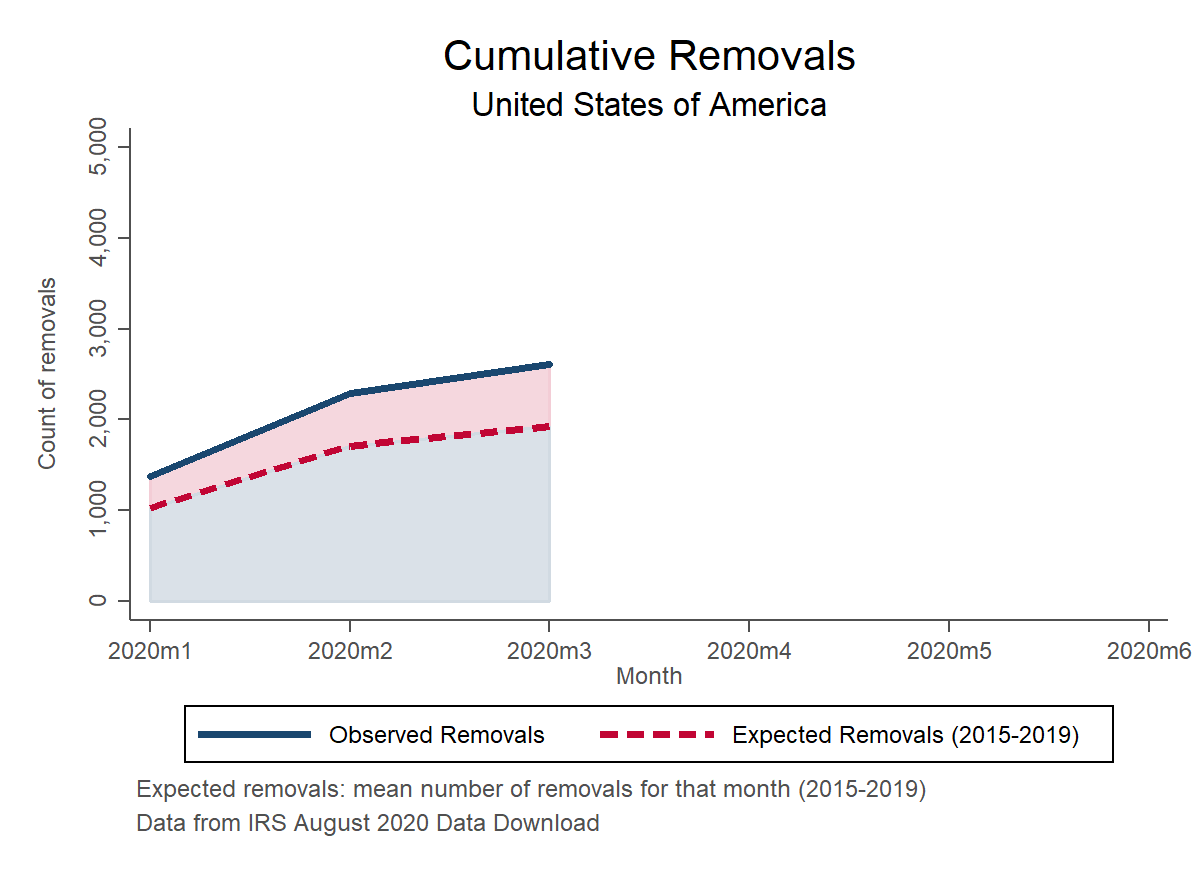 Cumulative Removals
United States of America
5,000
4,000
3,000
2,000
1,000
0
Count of removals
2020m1 2020m2 2020m3 2020m4 2020m5 2020m6
Month
Observed Removals Expected Removals (2015-2019)
Expected removals: mean number of removals for that month (2015-2019)
Data from IRS August 2020 Data Download